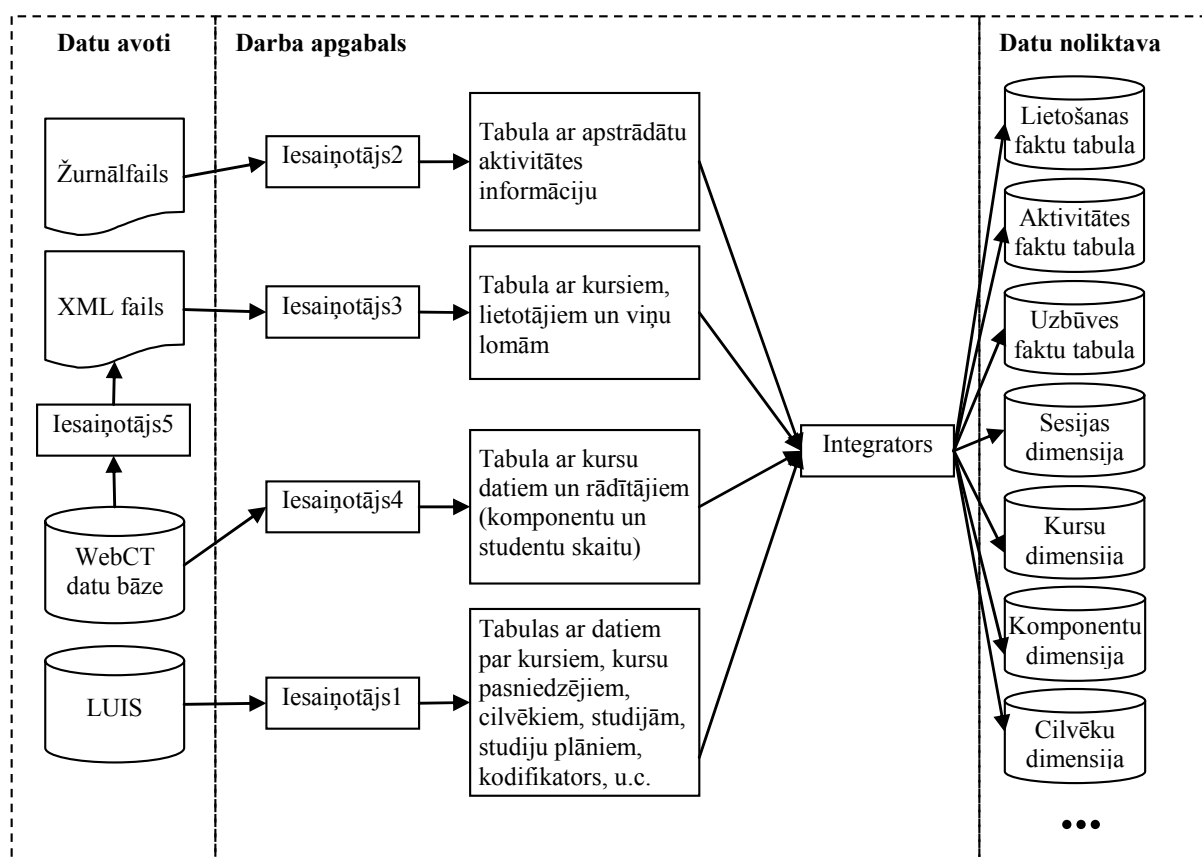 Datu avoti
Darba apgabals
Datu noliktava
Žurnālfails
Iesaiņotājs2
Tabula ar apstrādātu
aktivitātes
informāciju
XML fails
Iesaiņotājs3
Tabula ar kursiem,
lietotājiem un viņu
lomām
Iesaiņotājs5
WebCT
datu bāze
Iesaiņotājs4
Tabula ar kursu
datiem un rādītājiem
(komponentu un
studentu skaitu)
LUIS
Iesaiņotājs1
Tabulas ar datiem
par kursiem, kursu
pasniedzējiem,
cilvēkiem, studijām,
studiju plāniem,
kodifikators, u.c.
Integrators
Lietošanas
faktu tabula
Aktivitātes
faktu tabula
Uzbūves
faktu tabula
Sesijas
dimensija
Kursu
dimensija
Komponentu
dimensija
Cilvēku
dimensija
•••